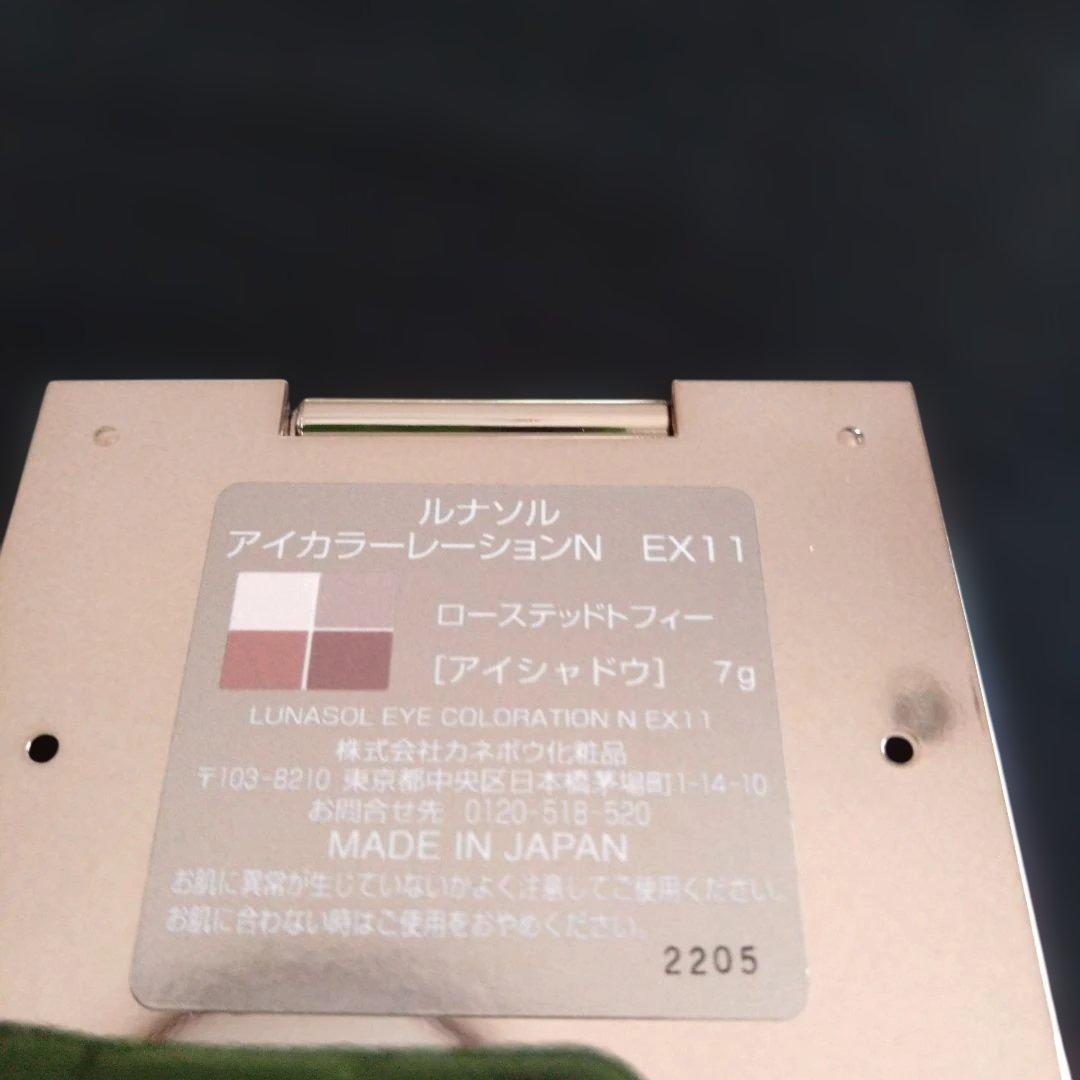 ルナソル
アイカラーレーションN EX11
ローステッドトフィー
[アイシャドウ] 7g
LUNASOL EYE COLORATION N EX11
株式会社カネボウ化粧品
〒103-8210 東京都中央区日本橋茅場町1-14-10
お問合せ先 0120-518-520
MADE IN JAPAN
お肌に異常が生じていないかよく注意してご使用ください。
お肌に合わない時はご使用をおやめください。
2205